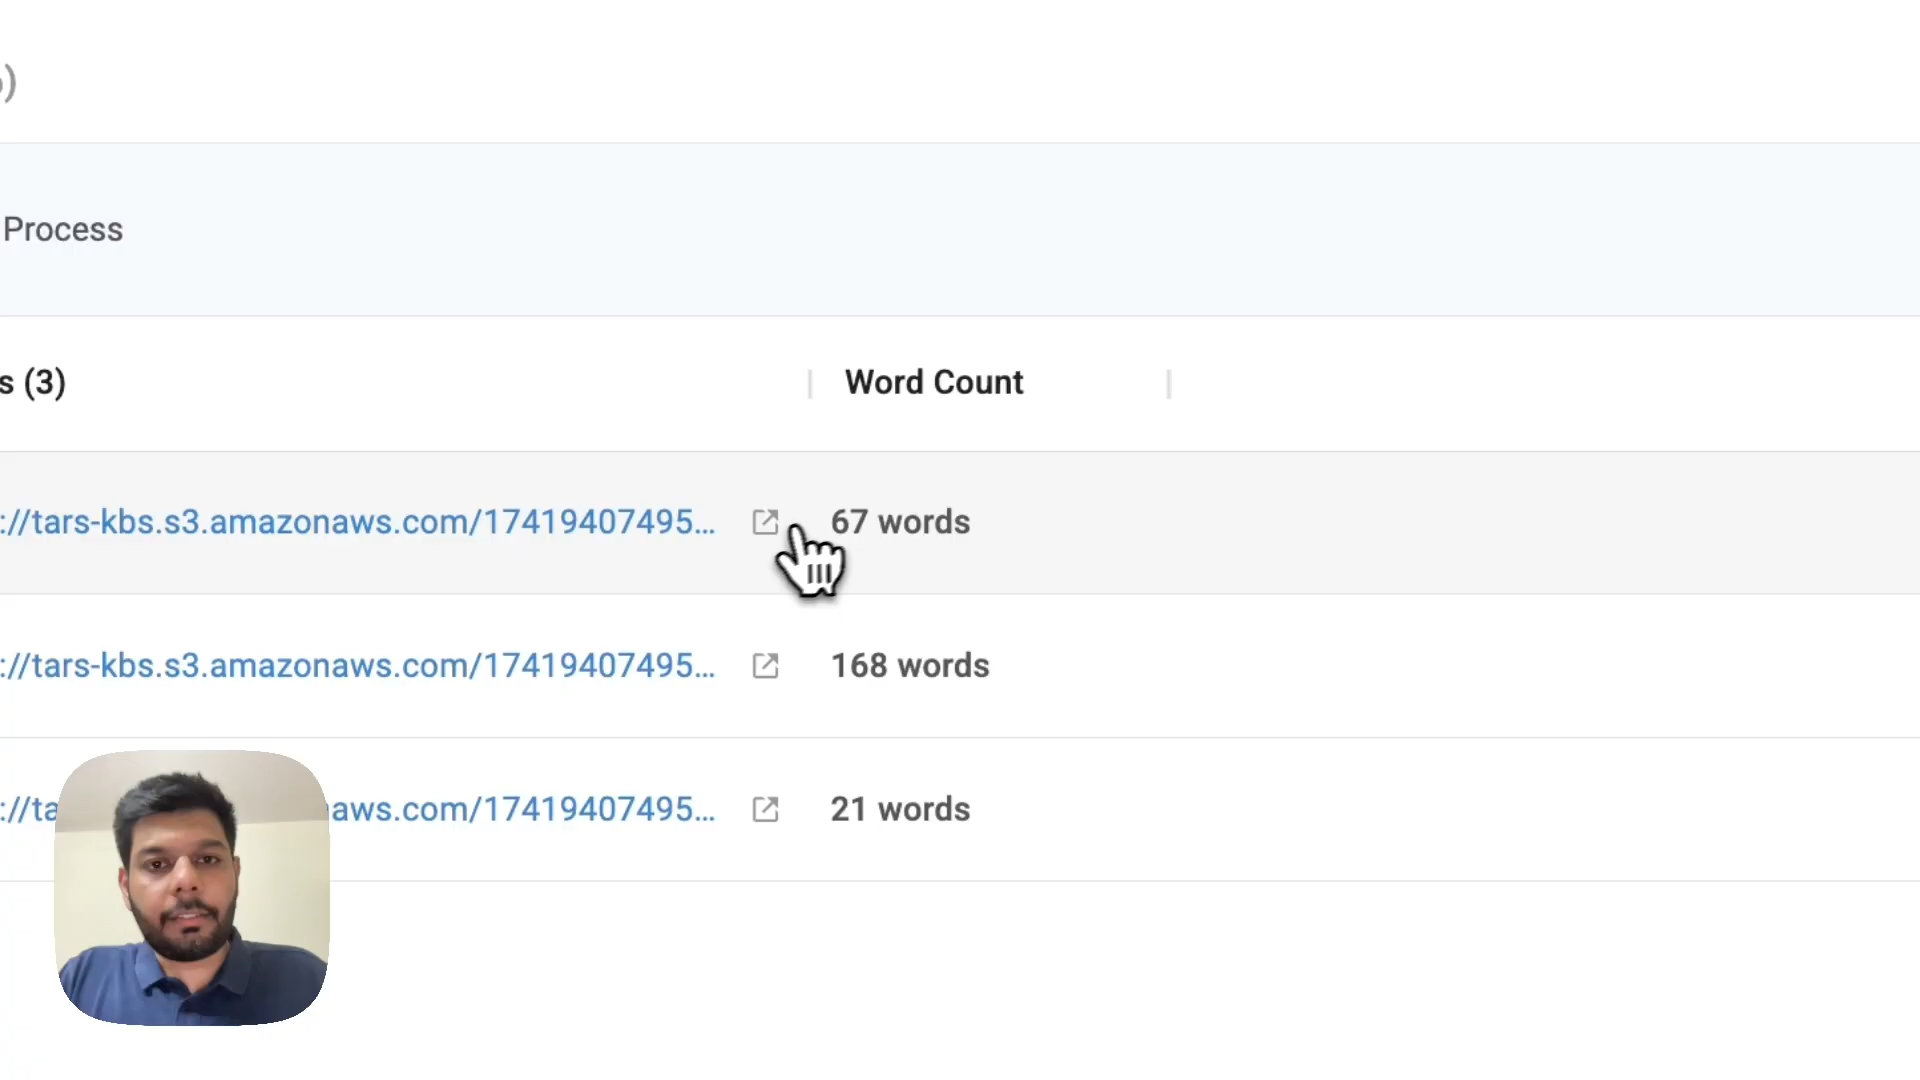 )
Process
s (3)
Word Count
://tars-kbs.s3.amazonaws.com/17419407495...
67 words
://tars-kbs.s3.amazonaws.com/17419407495...
168 words
://ta
aws.com/17419407495...
21 words